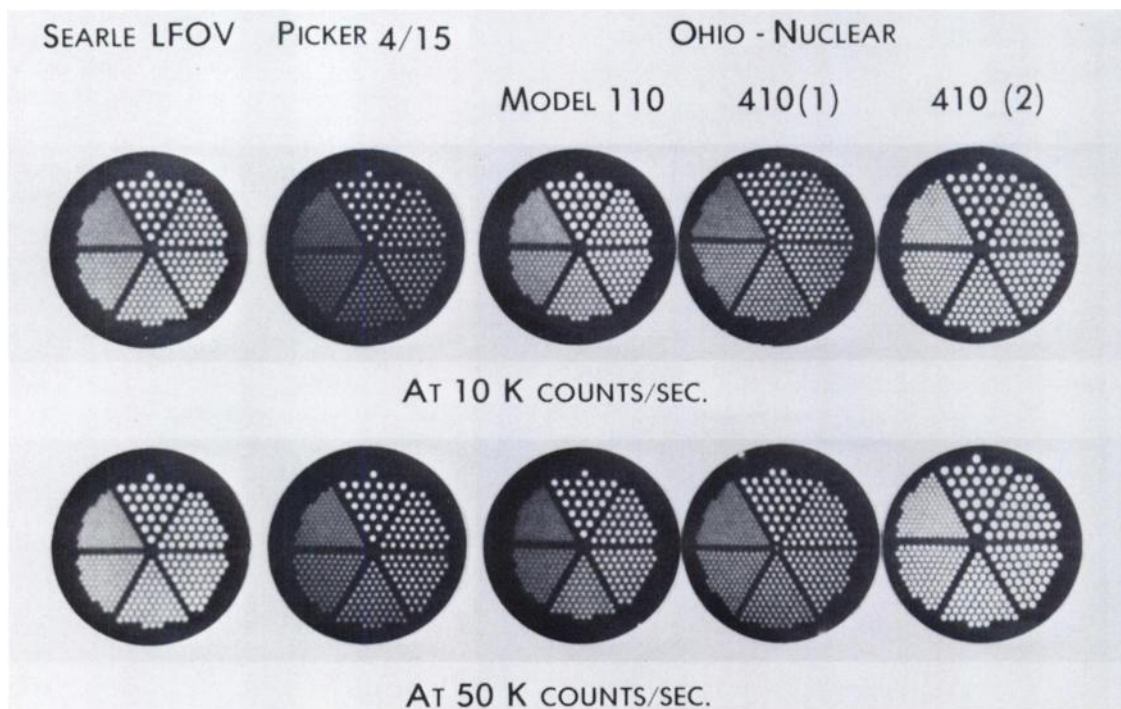 SEARLE LFOV PICKER 4/15 OHIO - NUCLEAR
MODEL 110 410(1) 410 (2)
AT 10 K COUNTS/SEC.
AT 50 K COUNTS/SEC.